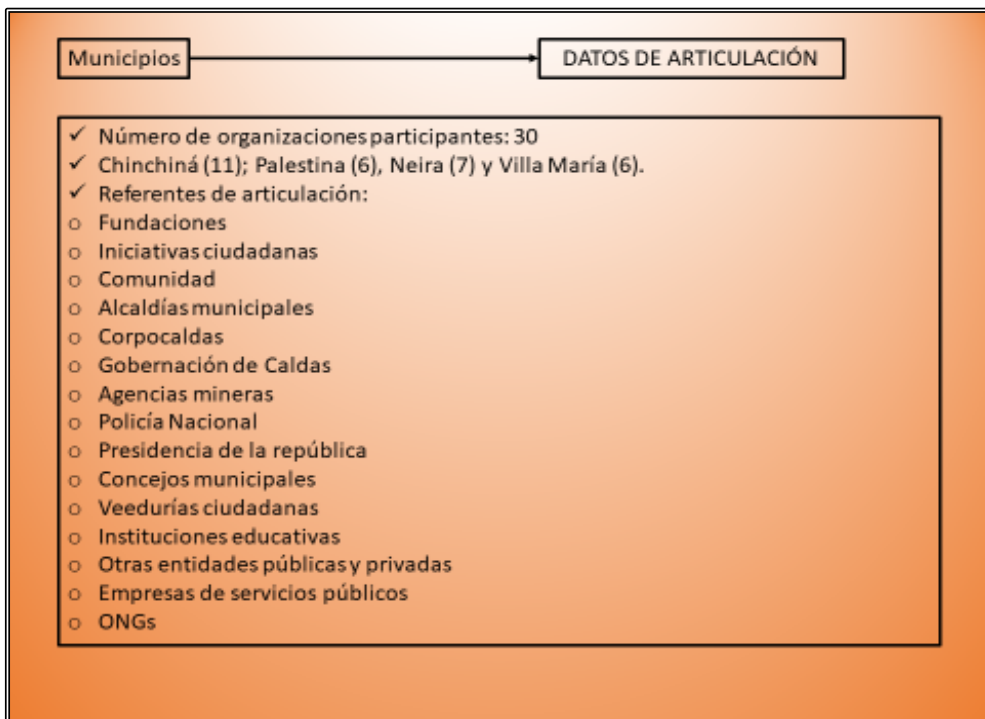 Municipios
DATOS DE ARTICULACIÓN
✓ Número de organizaciones participantes: 30
✓ Chinchiná (11); Palestina (6), Neira (7) y Villa María (6).
✓ Referentes de articulación:
o Fundaciones
o Iniciativas ciudadanas
o Comunidad
o Alcaldías municipales
o Corpocaldas
o Gobernación de Caldas
o Agencias mineras
o Policía Nacional
o Presidencia de la república
o Concejos municipales
o Veedurías ciudadanas
o Instituciones educativas
o Otras entidades públicas y privadas
o Empresas de servicios públicos
o ONGs